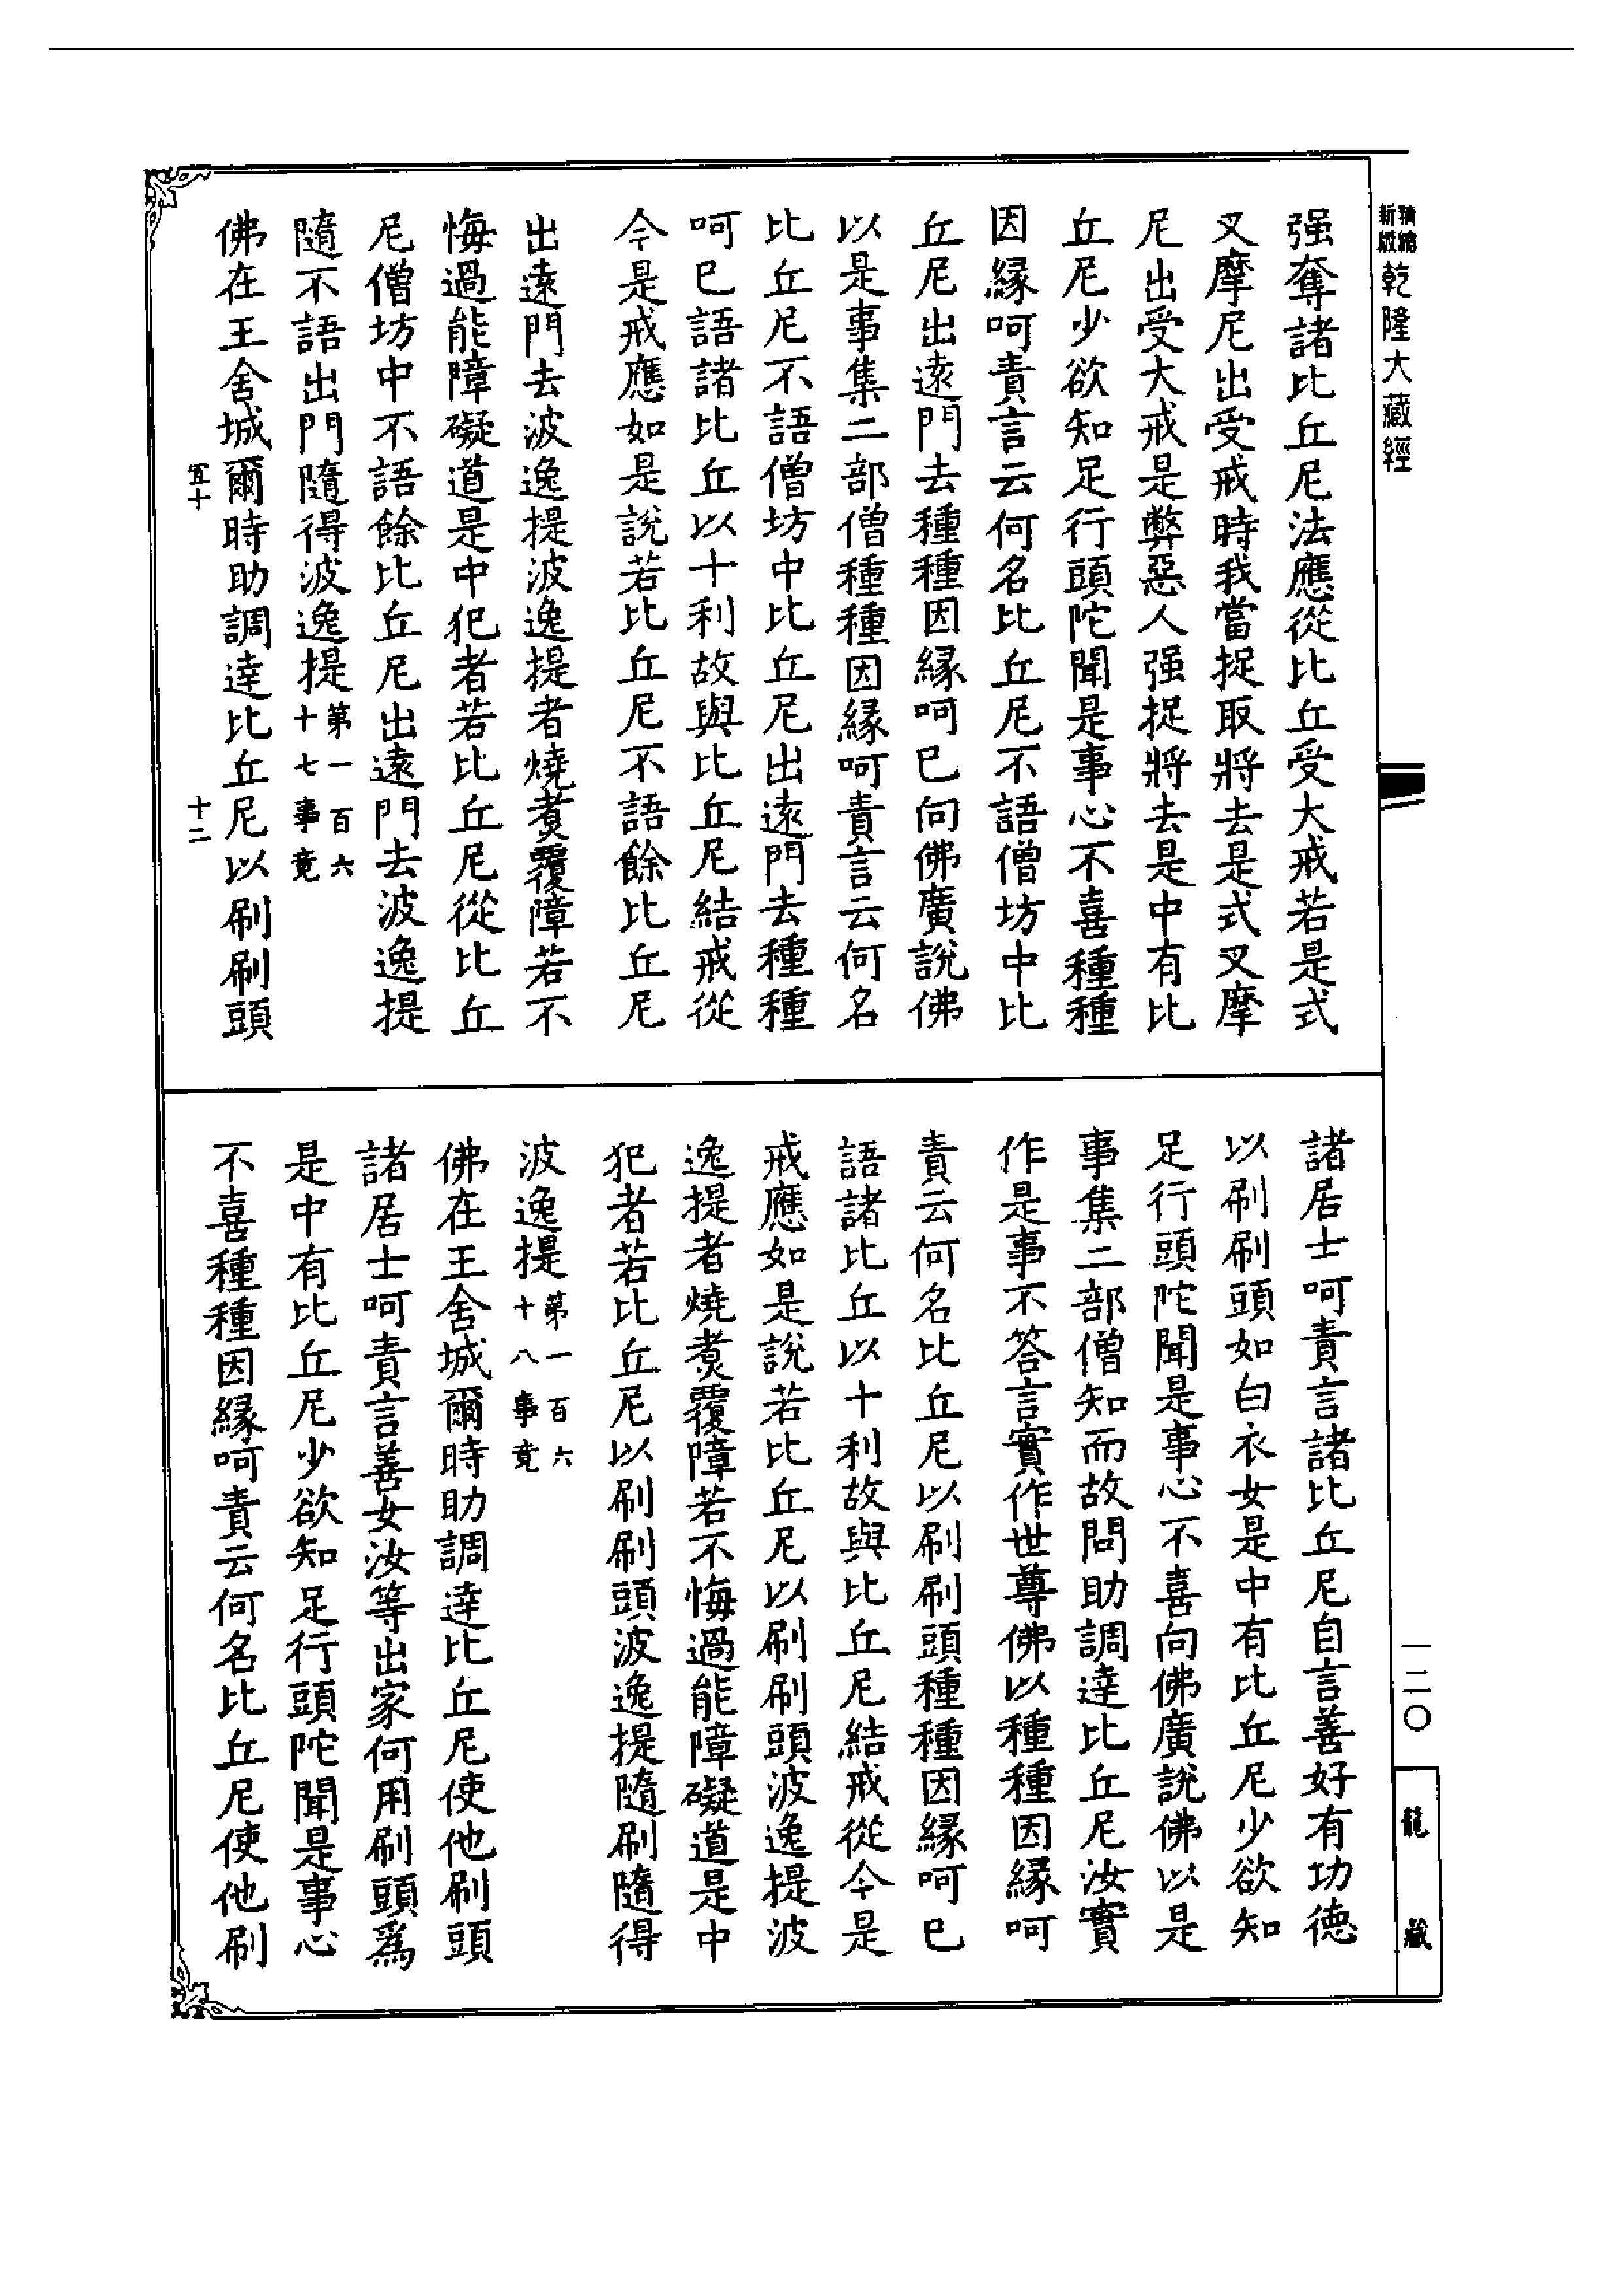 精繪新版
乾隆大藏經
强奪諸比丘尼法應從比丘受大戒若是式
叉摩尼出受戒時我當捉取將去是式叉摩
尼出受大戒是弊惡人强捉將去是中有比
丘尼少欲知足行頭陀聞是事心不喜種種
因緣呵責言云何名比丘尼不語僧坊中比
丘尼出遠門去種種因緣呵已向佛廣說佛
以是事集二部僧種種因緣呵責言云何名
比丘尼不語僧坊中比丘尼出遠門去種種
呵已語諸比丘以十利故與比丘尼結戒從
今是戒應如是說若比丘尼不語餘比丘尼
出遠門去波逸提波逸提者燒煑覆障若不
悔過能障礙道是中犯者若比丘尼從比丘
尼僧坊中不語餘比丘尼出遠門去波逸提
隨不語出門隨得波逸提第一百六十七事竟
佛在王舍城爾時助調達比丘尼以刷刷頭
宜十
十二
諸居士呵責言諸比丘尼自言善好有功德
以刷刷頭如白衣女是中有比丘尼少欲知
足行頭陀聞是事心不喜向佛廣說佛以是
事集二部僧知而故問助調達比丘尼汝實
作是事不答言實作世尊佛以種種因緣呵
責云何名比丘尼以刷刷頭種種因緣呵已
語諸比丘以十利故與比丘尼結戒從今是
戒應如是說若比丘尼以刷刷頭波逸提波
逸提者燒煑覆障若不悔過能障礙道是中
犯者若比丘尼以刷刷頭波逸提隨刷隨得
波逸提第一百六十八事竟
佛在王舍城爾時助調達比丘尼使他刷頭
諸居士呵責言善女汝等出家何用刷頭爲
是中有比丘尼少欲知足行頭陀聞是事心
不喜種種因緣呵責云何名比丘尼使他刷
一二〇
龍藏